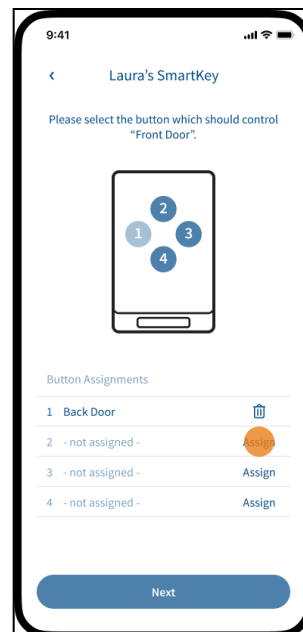 9:41
Laura's SmartKey
Please select the button which should control
“Front Door”.
2
1 3
4
Button Assignments
1 Back Door
2 - not assigned - Assign
3 - not assigned - Assign
4 - not assigned - Assign
Next